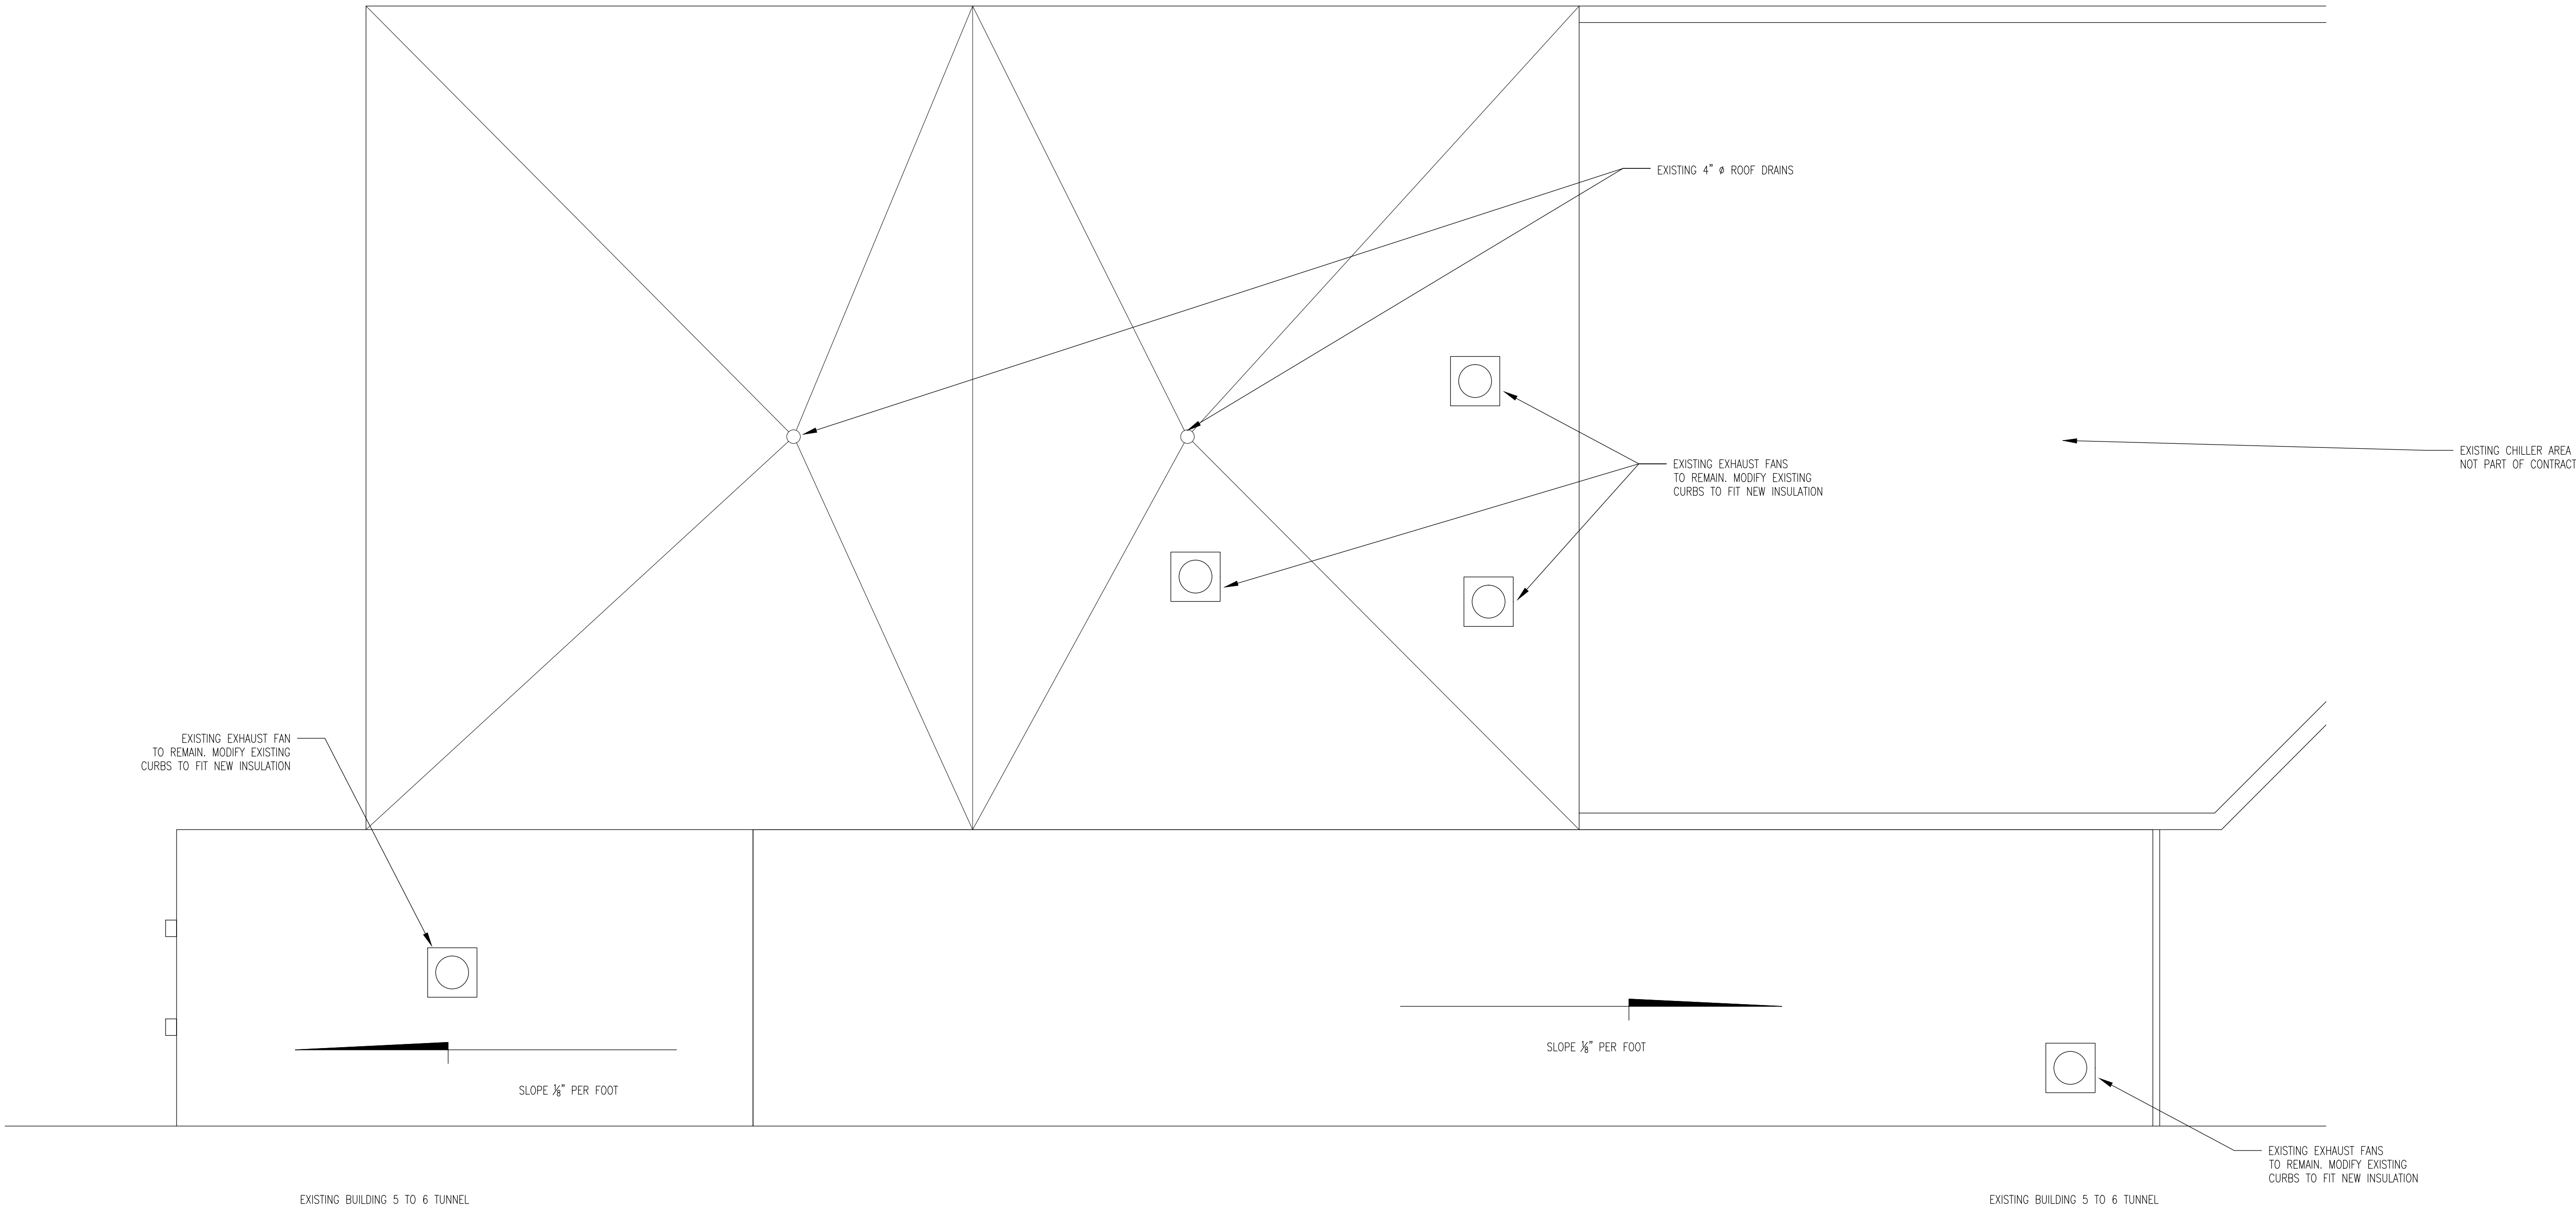 EXISTING 4" ø ROOF DRAINS
EXISTING EXHAUST FANS
TO REMAIN. MODIFY EXISTING
CURBS TO FIT NEW INSULATION
EXISTING CHILLER AREA
NOT PART OF CONTRACT
EXISTING EXHAUST FAN
TO REMAIN. MODIFY EXISTING
CURBS TO FIT NEW INSULATION
SLOPE ⅛" PER FOOT
SLOPE ⅛" PER FOOT
EXISTING EXHAUST FANS
TO REMAIN. MODIFY EXISTING
CURBS TO FIT NEW INSULATION
EXISTING BUILDING 5 TO 6 TUNNEL
EXISTING BUILDING 5 TO 6 TUNNEL